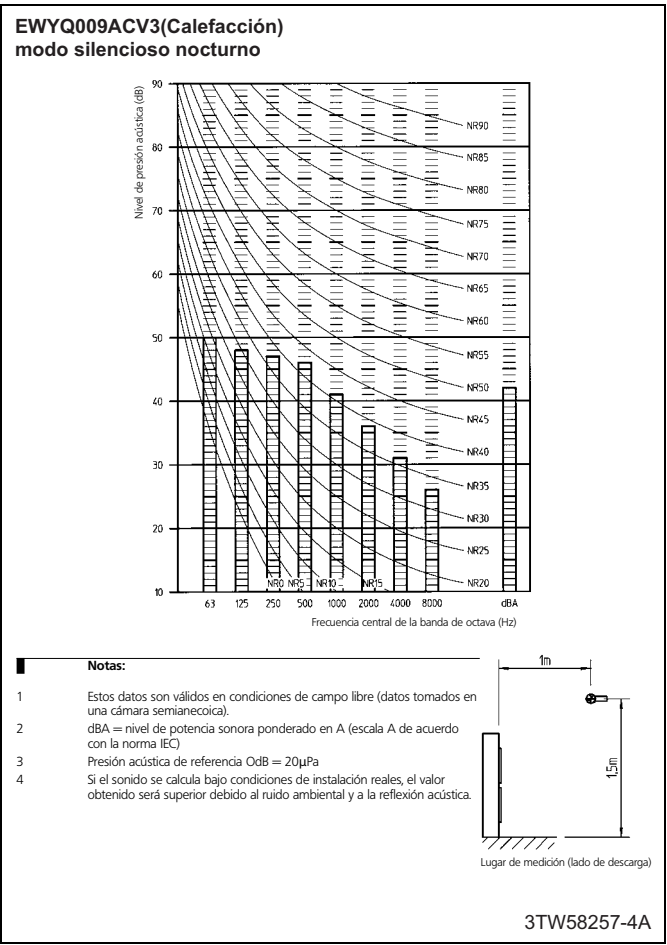 EWYQ009ACV3(Calefacción)
modo silencioso nocturno
Nivel de presión acústica (dB)
90
80
70
60
50
40
30
20
10
NR90
NR85
NR80
NR75
NR70
NR65
NR60
NR55
NR50
NR45
NR40
NR35
NR30
NR25
NR20
NR0 NR5 NR10 NR15
63 125 250 500 1000 2000 4000 8000 dBA
Frecuencia central de la banda de octava (Hz)
Notas:
1 Estos datos son válidos en condiciones de campo libre (datos tomados en
una cámara semianecoica).
2 dBA = nivel de potencia sonora ponderado en A (escala A de acuerdo
con la norma IEC)
3 Presión acústica de referencia OdB = 20µPa
4 Si el sonido se calcula bajo condiciones de instalación reales, el valor
obtenido será superior debido al ruido ambiental y a la reflexión acústica.
1m
1,5m
Lugar de medición (lado de descarga)
3TW58257-4A